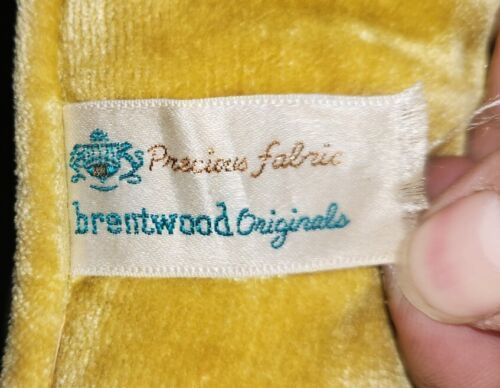 Precious fabric
brentwood Originals